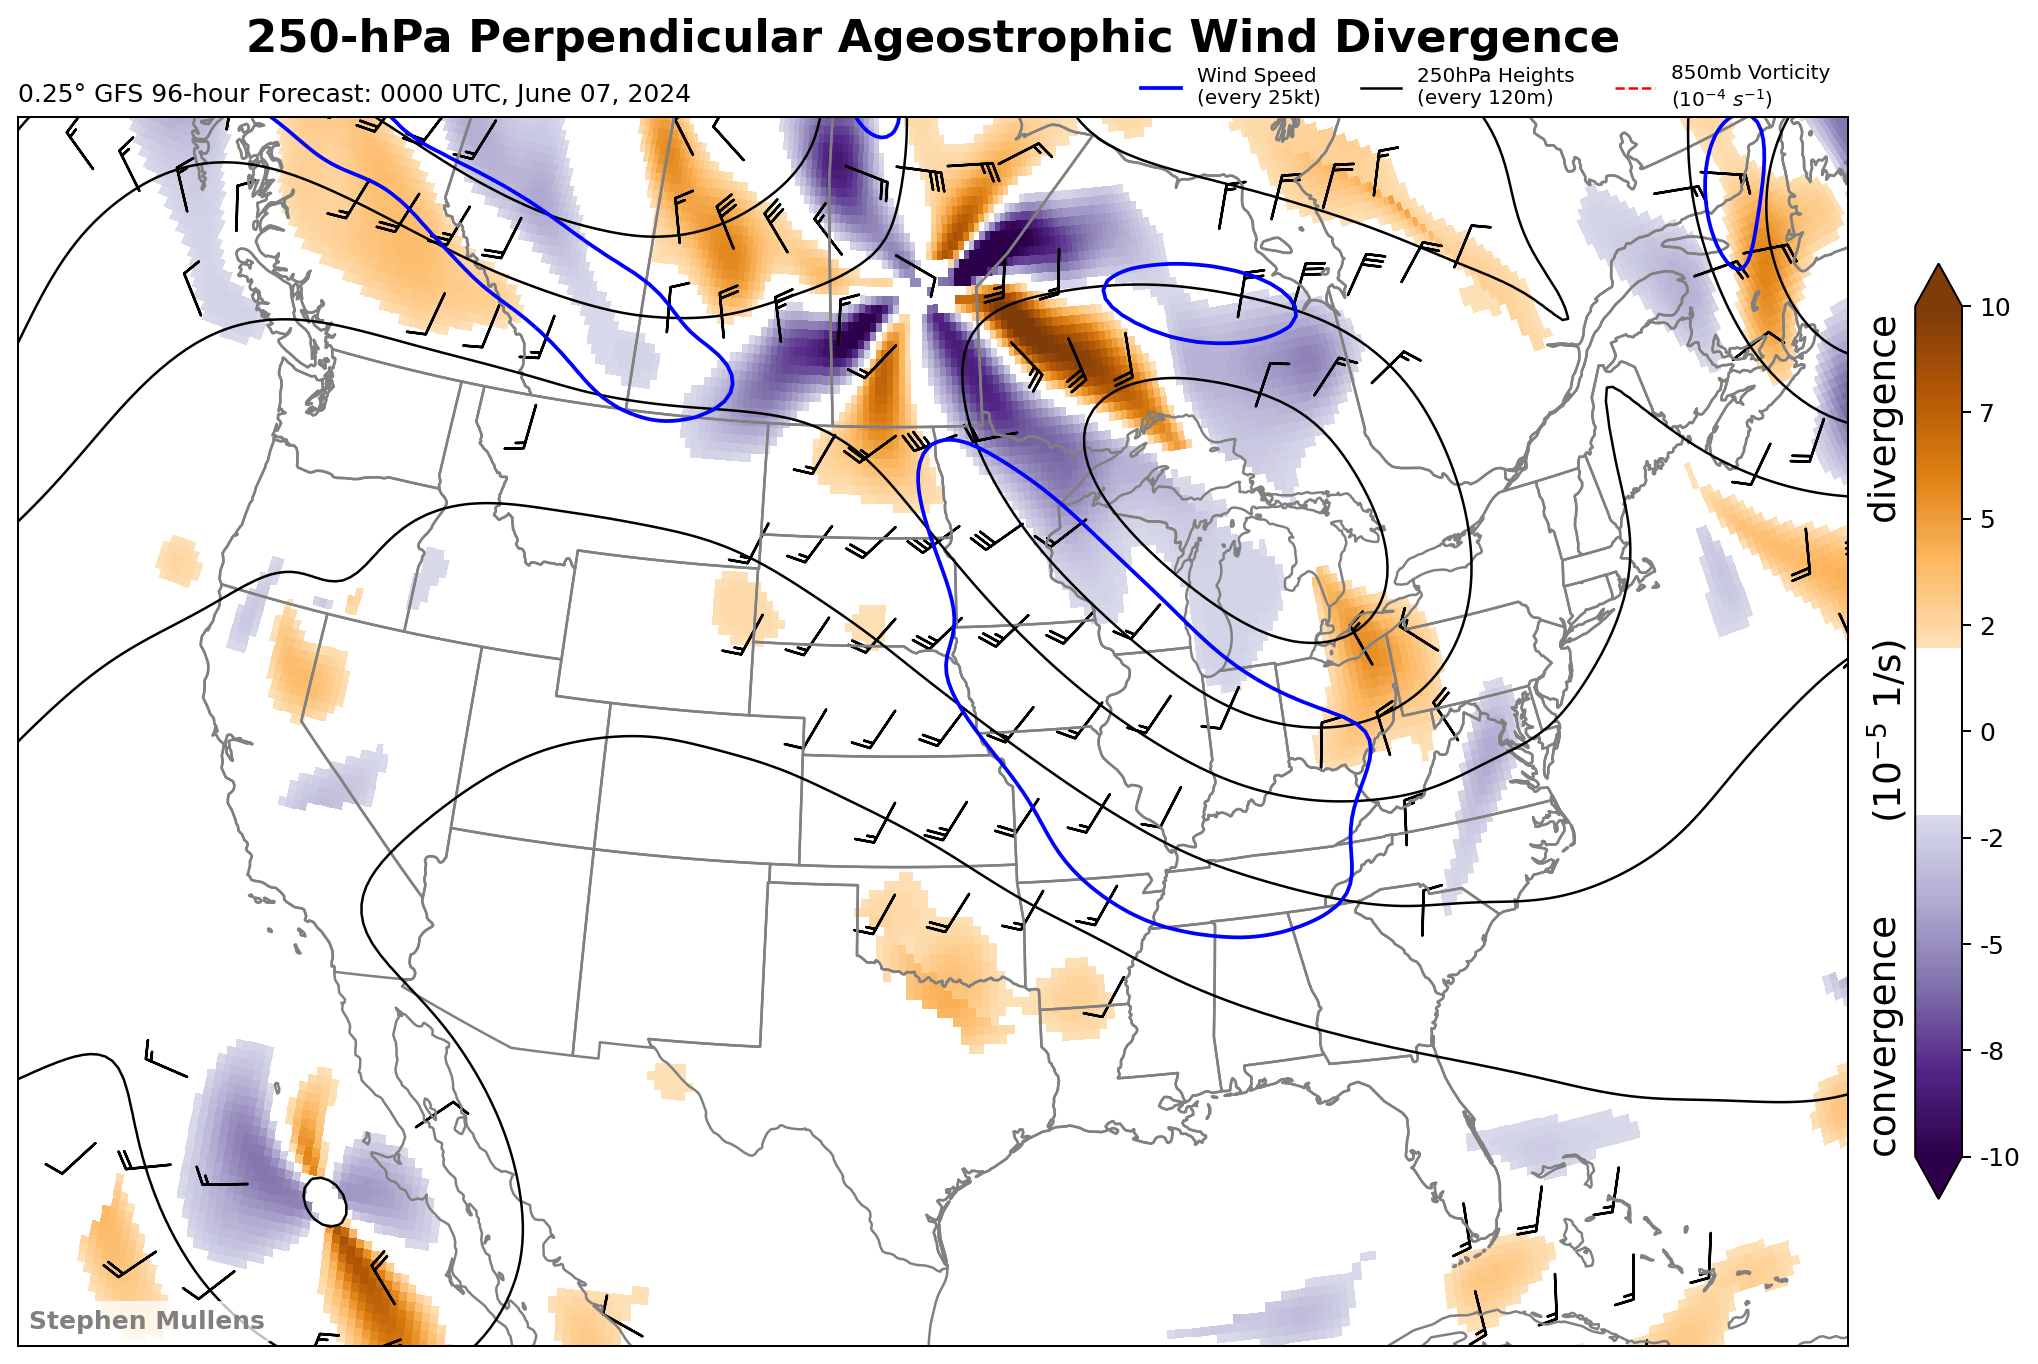 250-hPa Perpendicular Ageostrophic Wind Divergence
0.25° GFS 96-hour Forecast: 0000 UTC, June 07, 2024
Wind Speed
(every 25kt)
250hPa Heights
(every 120m)
850mb Vorticity
(10⁻⁴ s⁻¹)
divergence
(10⁻⁵ 1/s)
convergence
10
7
5
2
0
-2
-5
-8
-10
Stephen Mullens